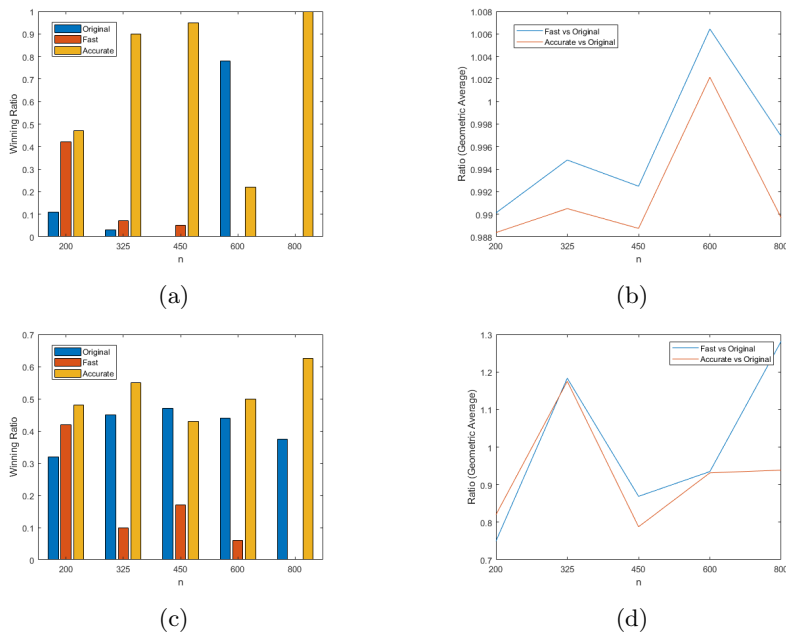 1
0.9
0.8
0.7
0.6
0.5
0.4
0.3
0.2
0.1
0
Winning Ratio
Original
Fast
Accurate
200 325 450 600 800
n
(a)
1.008
1.006
1.004
1.002
1
0.998
0.996
0.994
0.992
0.99
0.988
Ratio (Geometric Average)
Fast vs Original
Accurate vs Original
200 325 450 600 800
n
(b)
0.7
0.6
0.5
0.4
0.3
0.2
0.1
0
Winning Ratio
Original
Fast
Accurate
200 325 450 600 800
n
(c)
1.3
1.2
1.1
1
0.9
0.8
0.7
Ratio (Geometric Average)
Fast vs Original
Accurate vs Original
200 325 450 600 800
n
(d)